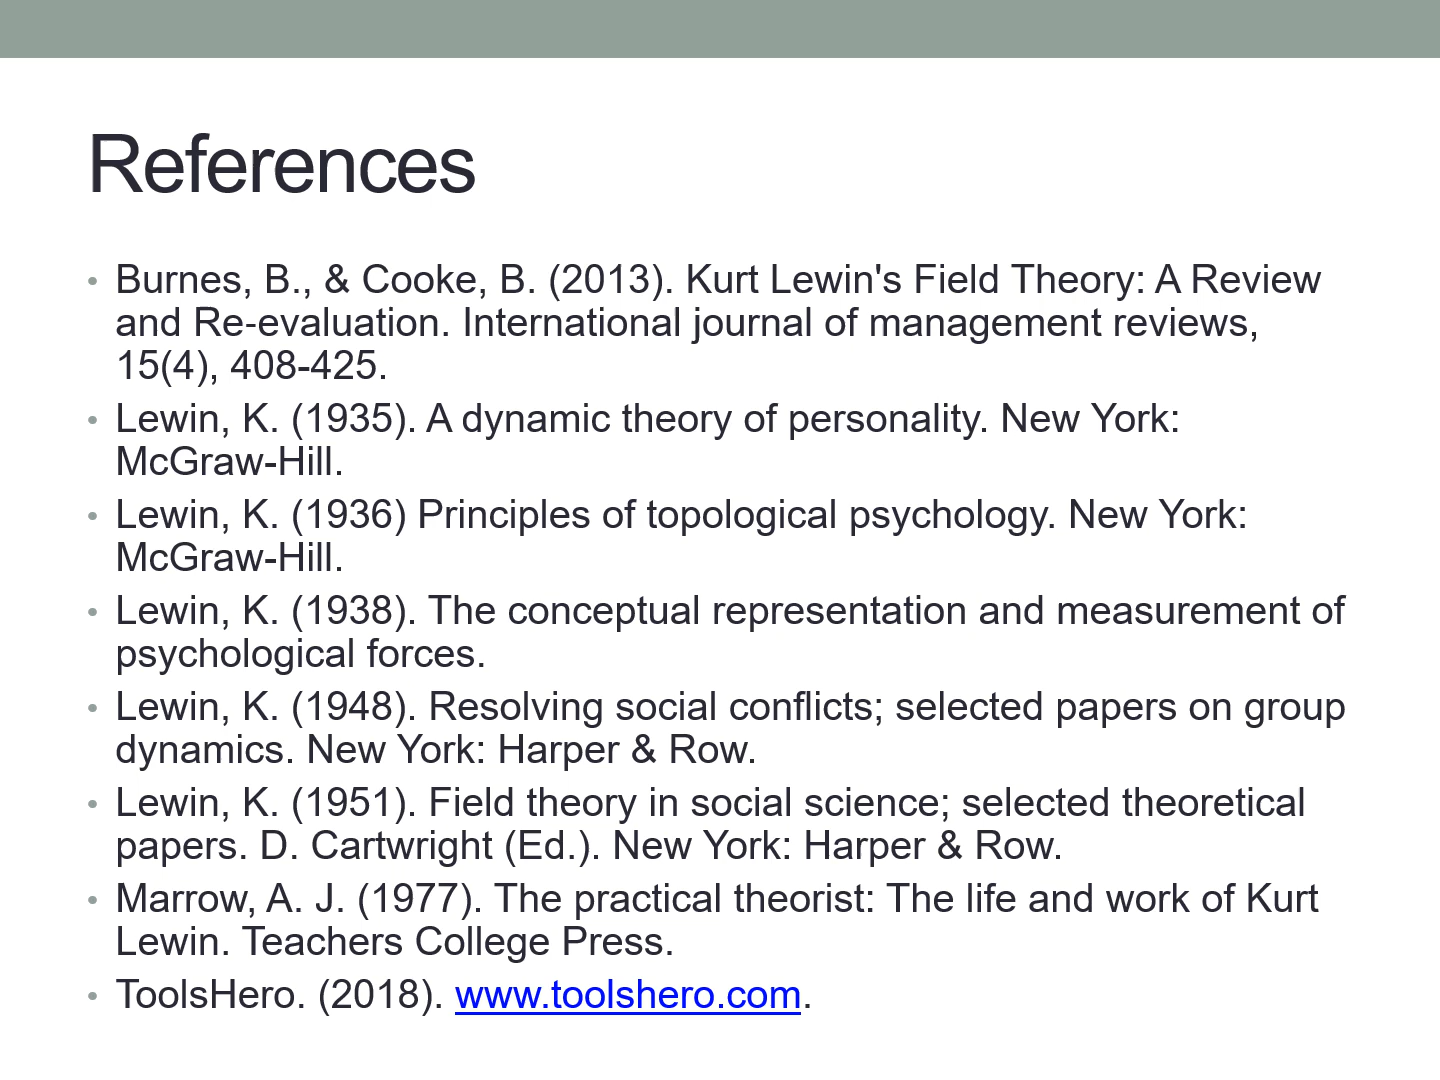 References
• Burnes, B., & Cooke, B. (2013). Kurt Lewin's Field Theory: A Review
and Re-evaluation. International journal of management reviews,
15(4), 408-425.
• Lewin, K. (1935). A dynamic theory of personality. New York:
McGraw-Hill.
• Lewin, K. (1936) Principles of topological psychology. New York:
McGraw-Hill.
• Lewin, K. (1938). The conceptual representation and measurement of
psychological forces.
• Lewin, K. (1948). Resolving social conflicts; selected papers on group
dynamics. New York: Harper & Row.
• Lewin, K. (1951). Field theory in social science; selected theoretical
papers. D. Cartwright (Ed.). New York: Harper & Row.
• Marrow, A. J. (1977). The practical theorist: The life and work of Kurt
Lewin. Teachers College Press.
• ToolsHero. (2018). www.toolshero.com.